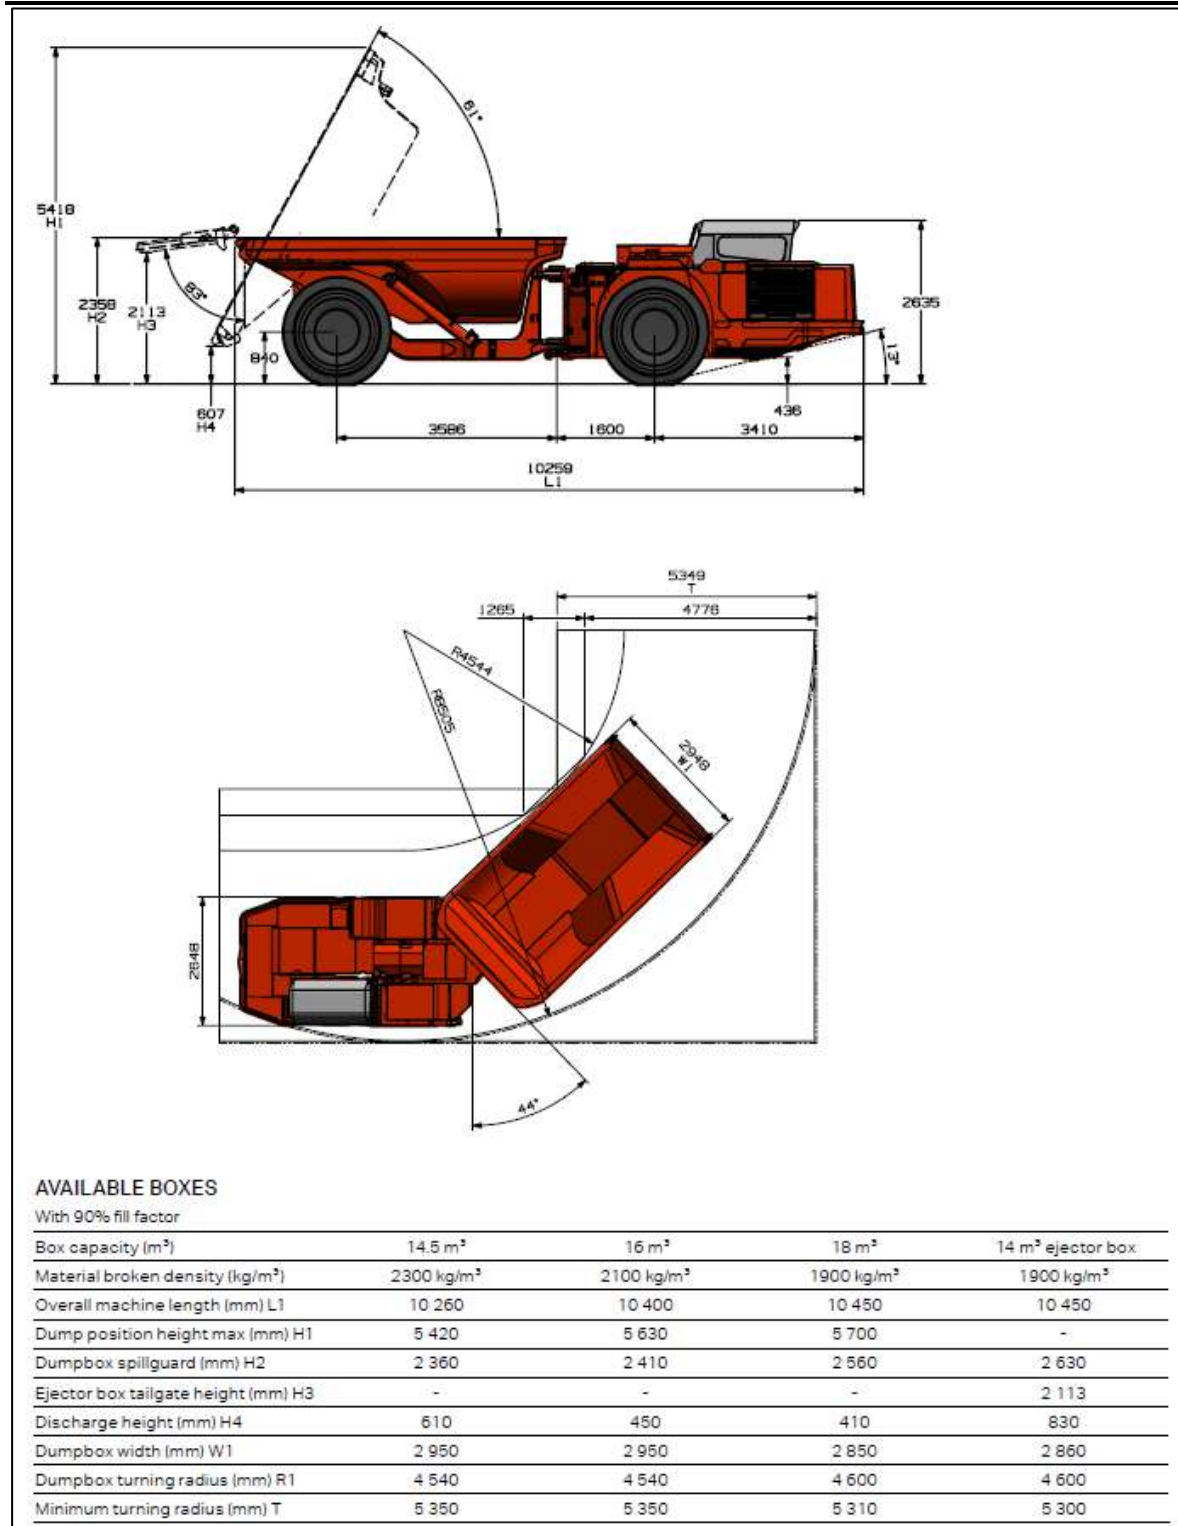 61°
5418
H1
2358
H2
2113
H3
83°
840
607
H4
2635
13°
436
3586
1600
3410
10259
L1
5349
T
1265
4776
R4544
R8505
2948
W1
2648
44°
AVAILABLE BOXES
With 90% fill factor
Box capacity (m³) 14.5 m³ 16 m³ 18 m³ 14 m³ ejector box
Material broken density (kg/m³) 2300 kg/m³ 2100 kg/m³ 1900 kg/m³ 1900 kg/m³
Overall machine length (mm) L1 10 260 10 400 10 450 10 450
Dump position height max (mm) H1 5 420 5 630 5 700 -
Dumpbox spillguard (mm) H2 2 360 2 410 2 560 2 630
Ejector box tailgate height (mm) H3 - - - 2 113
Discharge height (mm) H4 610 450 410 830
Dumpbox width (mm) W1 2 950 2 950 2 850 2 860
Dumpbox turning radius (mm) R1 4 540 4 540 4 600 4 600
Minimum turning radius (mm) T 5 350 5 350 5 310 5 300